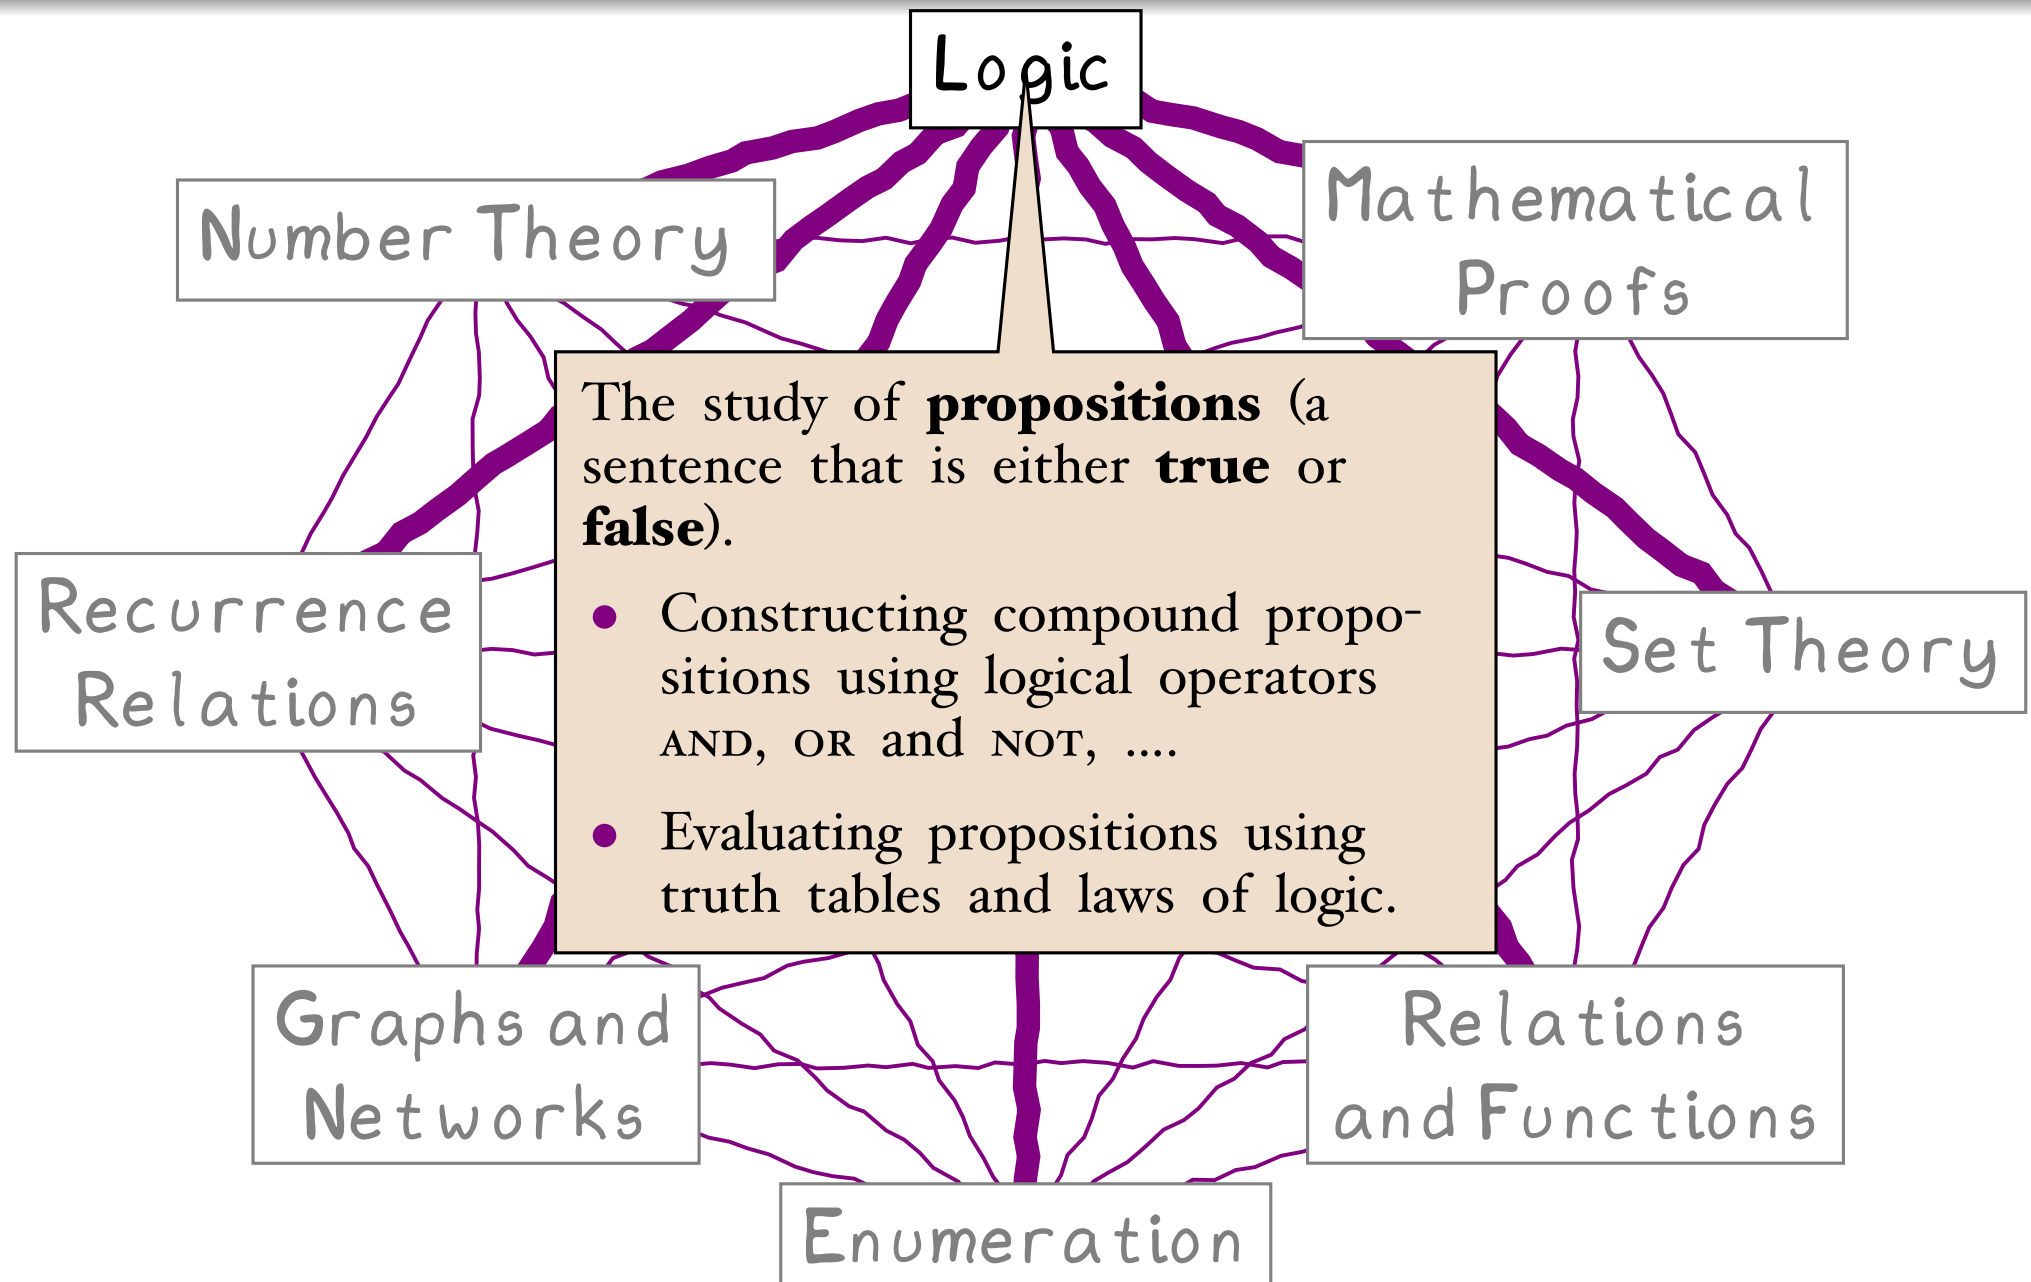 Logic
Number Theory
Mathematical
Proofs
The study of propositions (a
sentence that is either true or
false).
• Constructing compound propo-
sitions using logical operators
AND, OR and NOT, ....
• Evaluating propositions using
truth tables and laws of logic.
Recurrence
Relations
Set Theory
Graphs and
Networks
Relations
and Functions
Enumeration